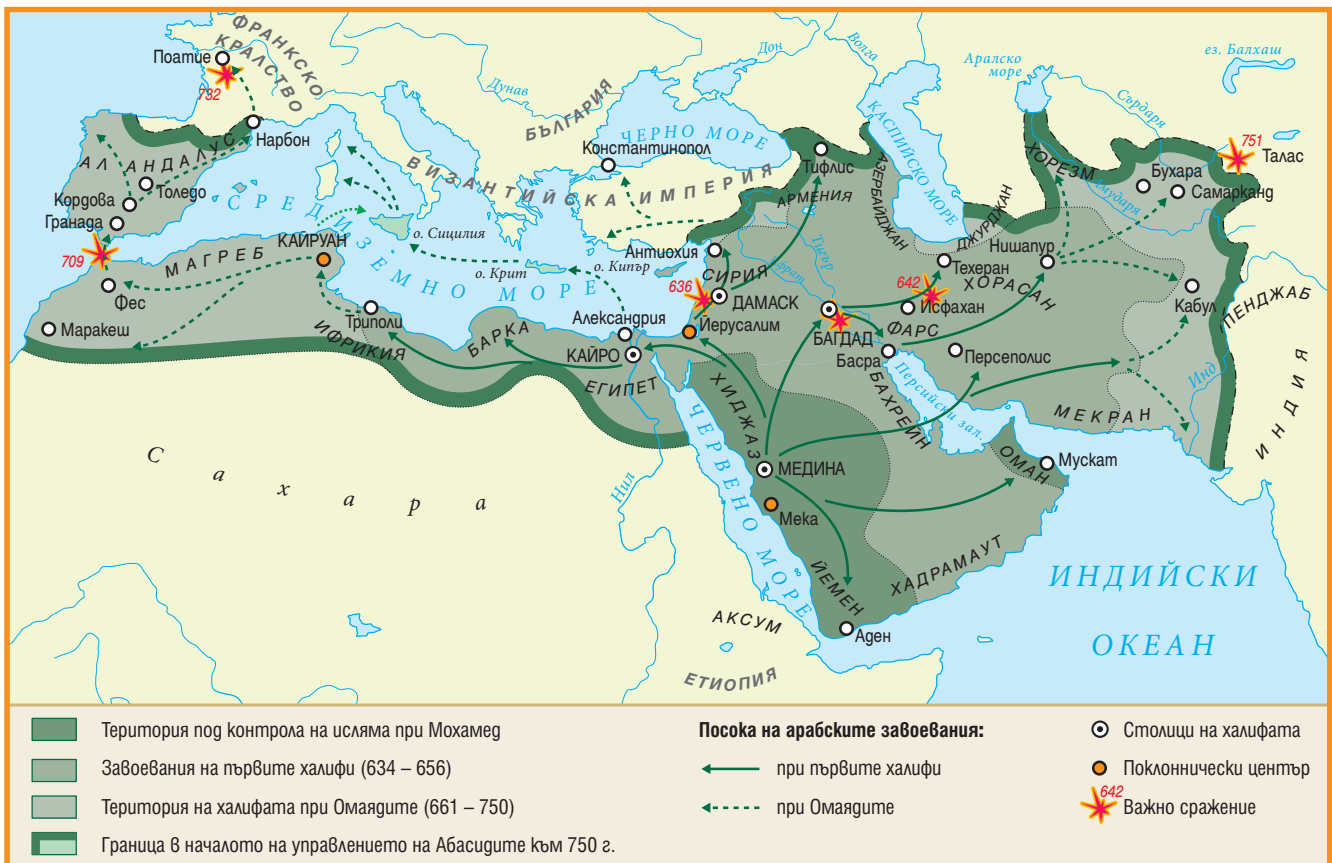 ФРАНКСКО
КРАЛСТВО
Поатие
732
Нарбон
АЛ АНДАЛУС
Толедо
Кордова
Гранада
709
Фес
Маракеш
МАГРЕБ
КАЙРУАН
СРЕДИЗЕМНО МОРЕ
о. Сицилия
о. Крит
о. Кипър
Триполи
ИФРИКИЯ
БАРКА
Александрия
КАЙРО
ЕГИПЕТ
Сахара
Нил
Дунав
БЪЛГАРИЯ
Константинопол
ЧЕРНО МОРЕ
ВИЗАНТИЙСКА ИМПЕРИЯ
Дон
Волга
Аралско
море
ез. Балхаш
Сърдаря
Амударя
КАСПИЙСКО МОРЕ
Тифлис
АРМЕНИЯ
АЗЕРБАЙДЖАН
ДЖУРДЖАН
ХОРЕЗМ
Бухара
Самарканд
751
Талас
Антиохия
СИРИЯ
Ефрат
Тигър
636
ДАМАСК
Йерусалим
БАГДАД
Басра
642
Техеран
Исфахан
ФАРС
Нишапур
ХОРАСАН
Персеполис
Кабул
ПЕНДЖАБ
Инд
ИНДИЯ
МЕКРАН
Персийски зал.
БАХРЕЙН
ОМАН
Мускат
ХИДЖАЗ
МЕДИНА
Мека
ЧЕРВЕНО МОРЕ
ЙЕМЕН
ХАДРАМАУТ
Аден
АКСУМ
ЕТИОПИЯ
ИНДИЙСКИ
ОКЕАН
Територия под контрола на исляма при Мохамед
Завоевания на първите халифи (634 – 656)
Територия на халифата при Омаядите (661 – 750)
Граница в началото на управлението на Абасидите към 750 г.
Посока на арабските завоевания:
при първите халифи
при Омаядите
Столици на халифата
Поклоннически център
642
Важно сражение